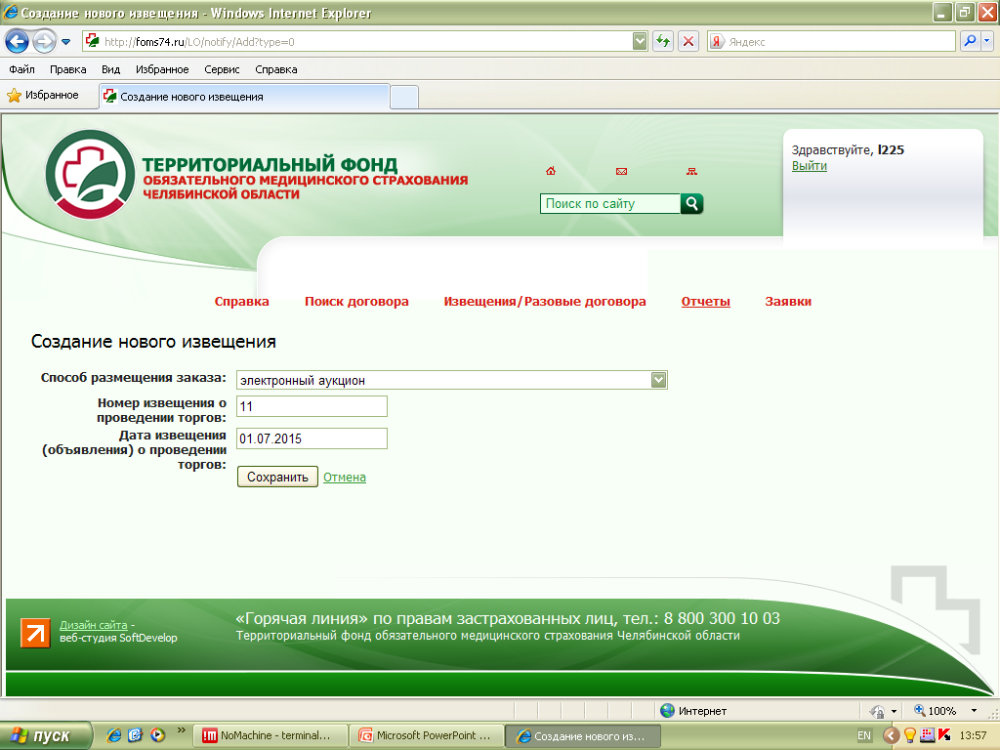 Создание нового извещения - Windows Internet Explorer
http://foms74.ru/LO/notify/Add?type=0
Яндекс
Файл Правка Вид Избранное Сервис Справка
Избранное
Создание нового извещения
ТЕРРИТОРИАЛЬНЫЙ ФОНД
ОБЯЗАТЕЛЬНОГО МЕДИЦИНСКОГО СТРАХОВАНИЯ
ЧЕЛЯБИНСКОЙ ОБЛАСТИ
Поиск по сайту
Здравствуйте, l225
Выйти
Справка Поиск договора Извещения/Разовые договора Отчеты Заявки
Создание нового извещения
Способ размещения заказа: электронный аукцион
Номер извещения о
проведении торгов:
11
Дата извещения
(объявления) о проведении
торгов:
01.07.2015
Сохранить Отмена
Дизайн сайта -
веб-студия SoftDevelop
«Горячая линия» по правам застрахованных лиц, тел.: 8 800 300 10 03
Территориальный фонд обязательного медицинского страхования Челябинской области
Интернет
100%
пуск
NoMachine - terminal...
Microsoft PowerPoint ...
Создание нового из...
EN
13:57